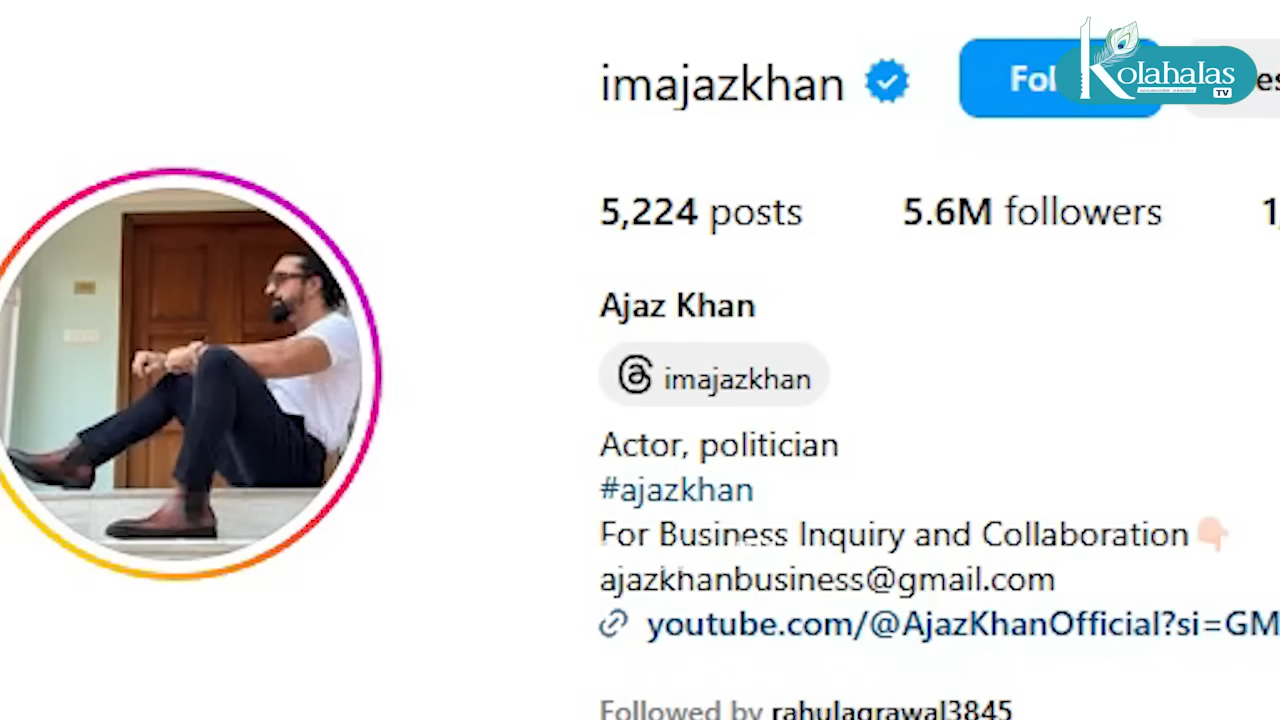 imajazkhan
Kolahalas
TV
5,224 posts 5.6M followers
Ajaz Khan
imajazkhan
Actor, politician
#ajazkhan
For Business Inquiry and Collaboration👇🏻
ajazkhanbusiness@gmail.com
youtube.com/@AjazKhanOfficial?si=GM
Followed by rahulagrawal3845